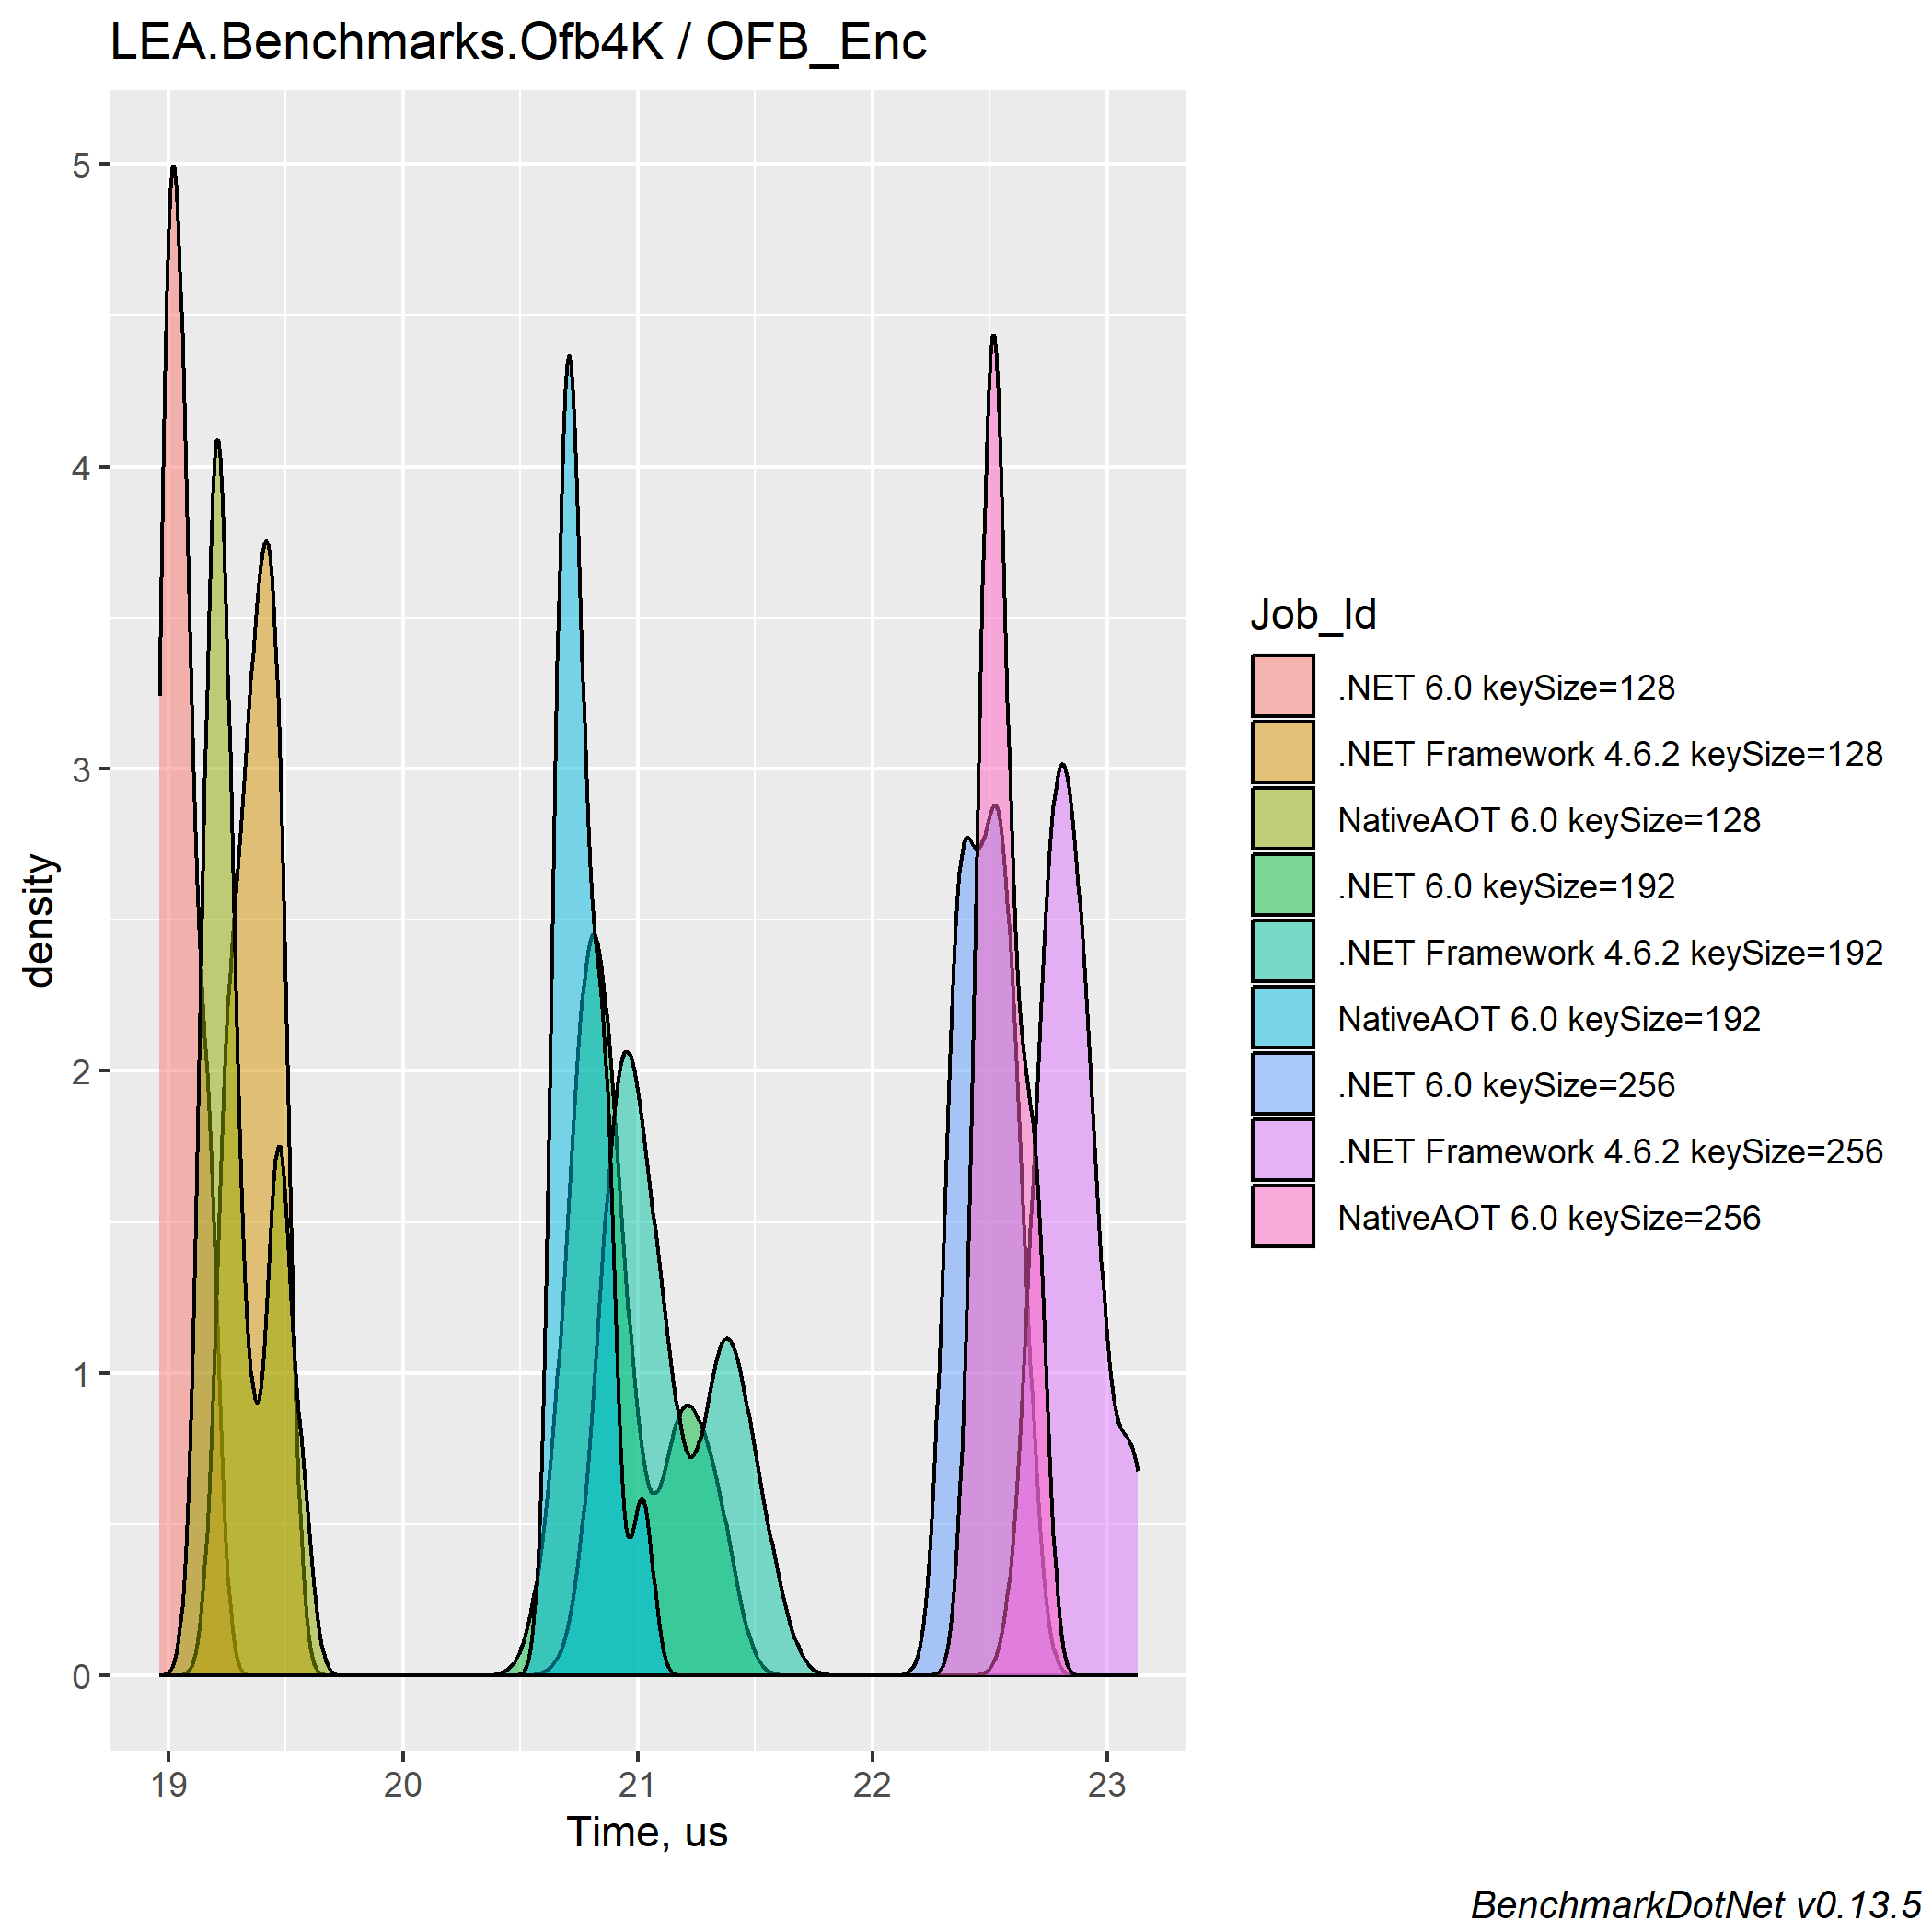 LEA.Benchmarks.Ofb4K / OFB_Enc
5
4
3
2
1
0
density
19 20 21 22 23
Time, us
Job_Id
.NET 6.0 keySize=128
.NET Framework 4.6.2 keySize=128
NativeAOT 6.0 keySize=128
.NET 6.0 keySize=192
.NET Framework 4.6.2 keySize=192
NativeAOT 6.0 keySize=192
.NET 6.0 keySize=256
.NET Framework 4.6.2 keySize=256
NativeAOT 6.0 keySize=256
BenchmarkDotNet v0.13.5